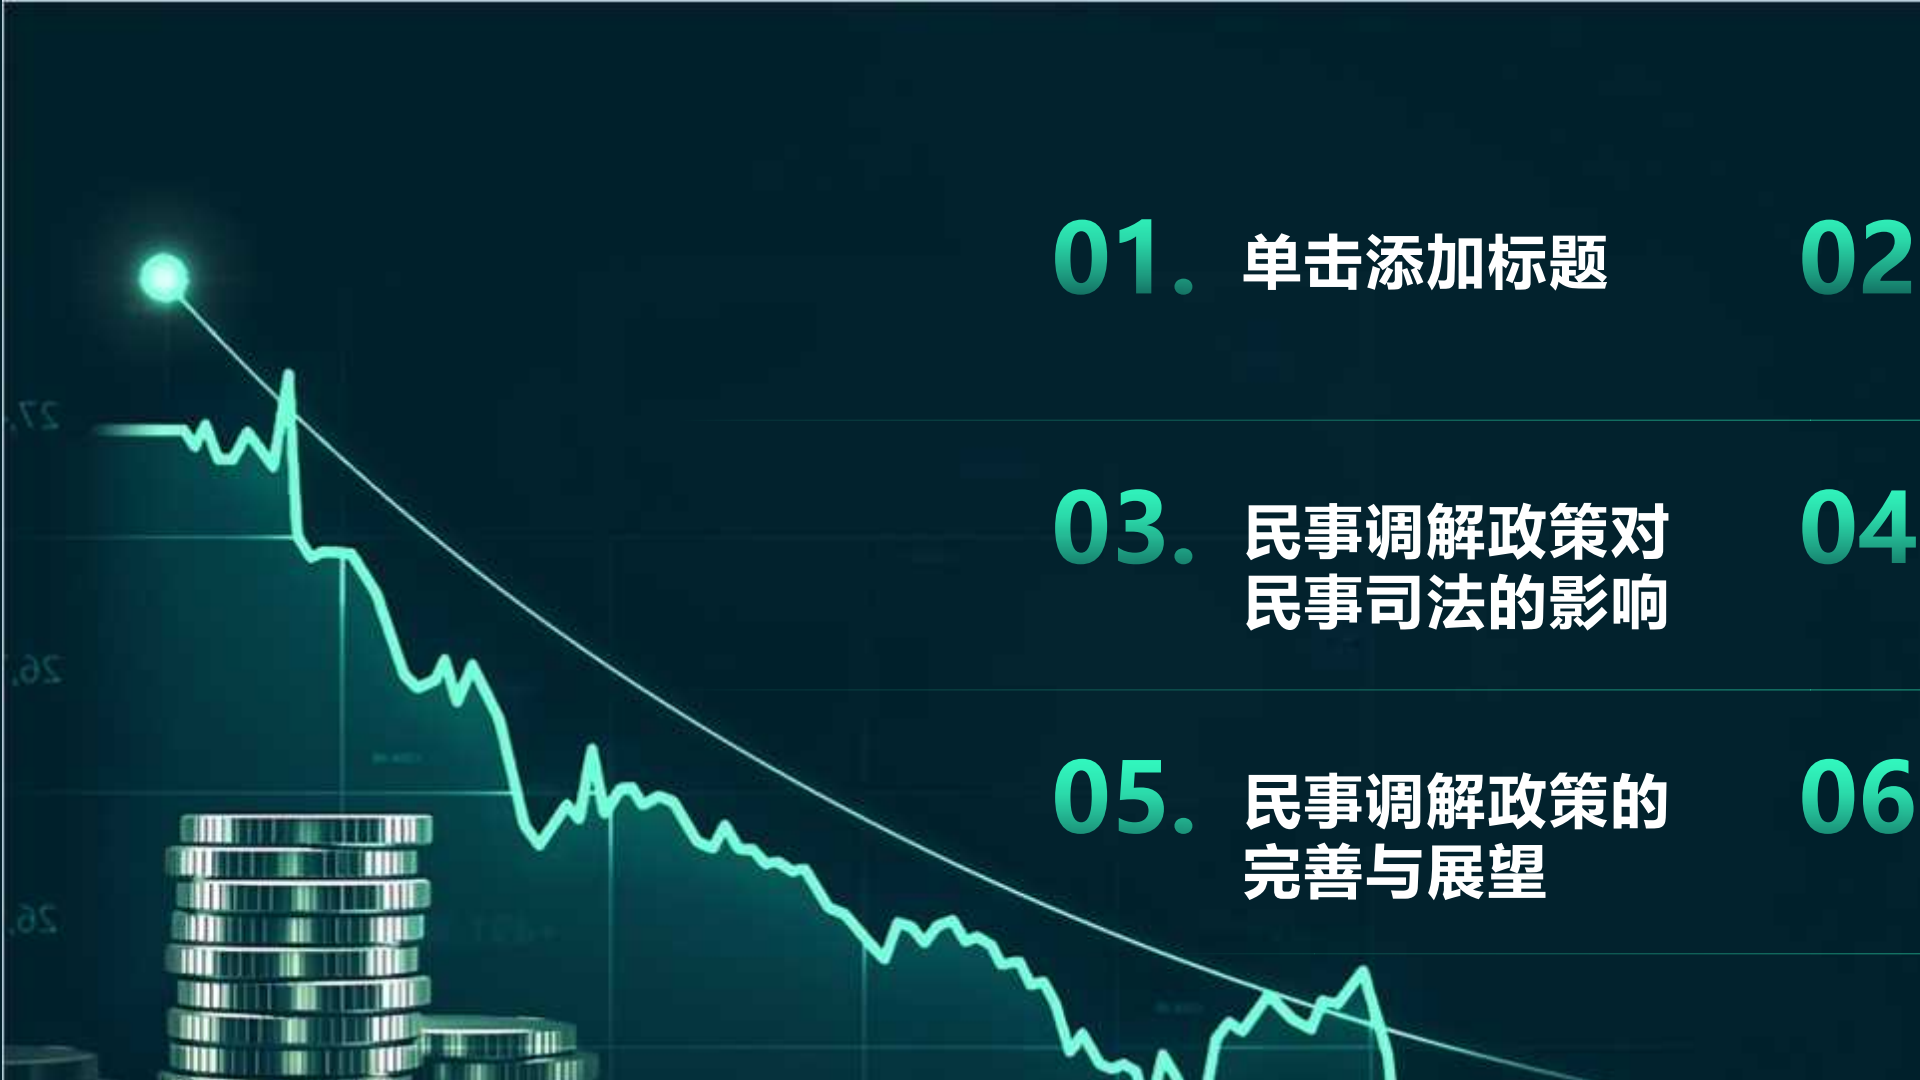 01. 单击添加标题 02
03. 民事调解政策对 04
民事司法的影响
05. 民事调解政策的 06
完善与展望